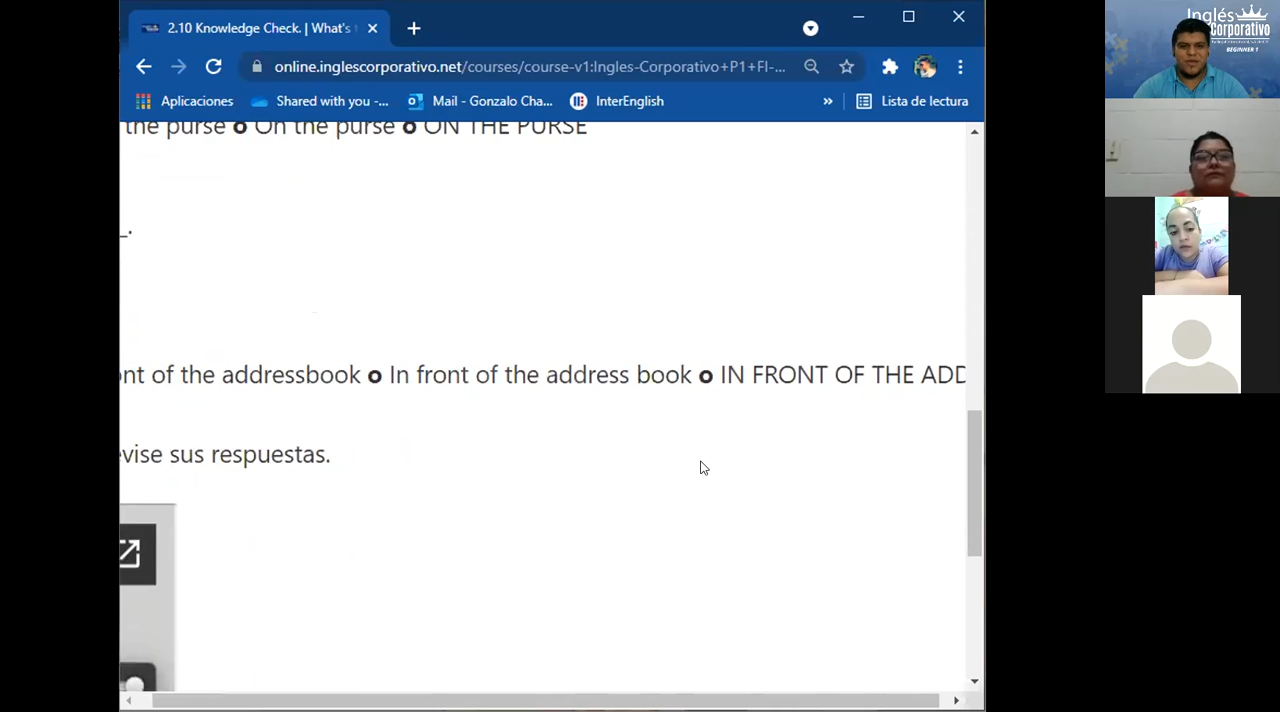 2.10 Knowledge Check. | What's
online.inglescorporativo.net/courses/course-v1:Ingles-Corporativo+P1+FI-...
Aplicaciones
Shared with you -...
Mail - Gonzalo Cha...
InterEnglish
»
Lista de lectura
the purse o On the purse o ON THE PURSE
ont of the addressbook o In front of the address book o IN FRONT OF THE ADD
evise sus respuestas.
Inglés
Corporativo
BEGINNER 1